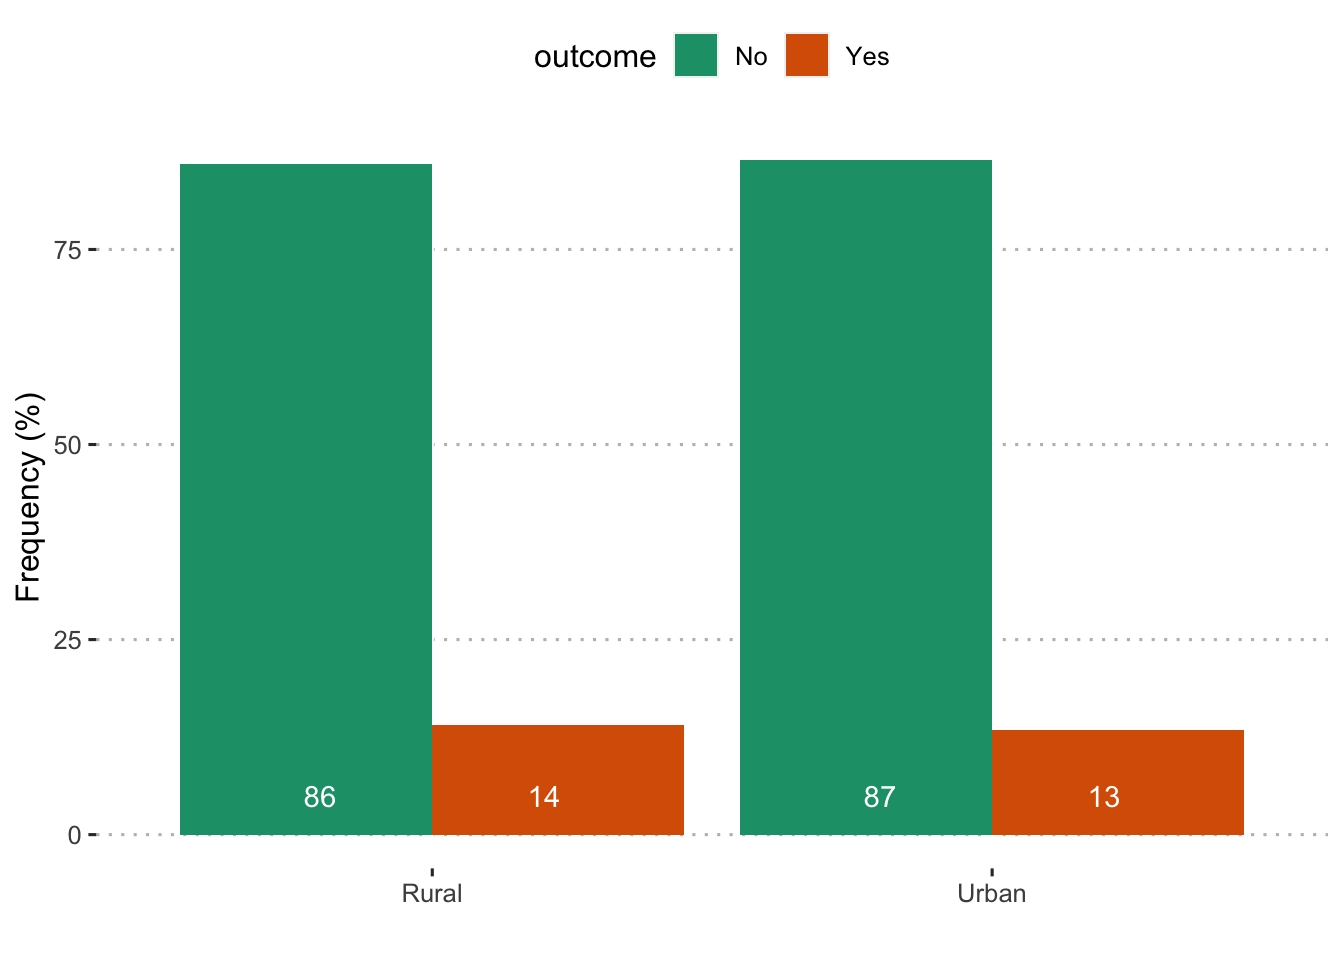 outcome No Yes
Frequency (%)
75
50
25
0
86 14 87 13
Rural Urban